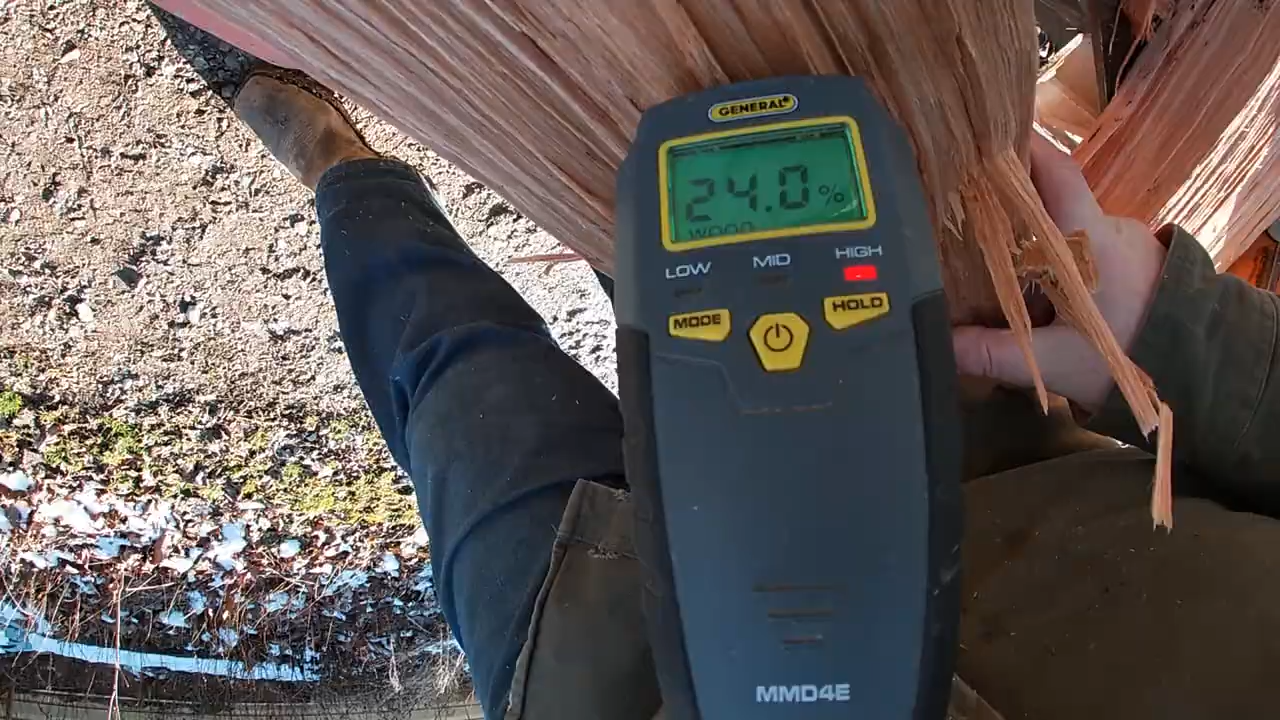 GENERAL
24.0%
WOOD
LOW MID HIGH
MODE HOLD
MMD4E